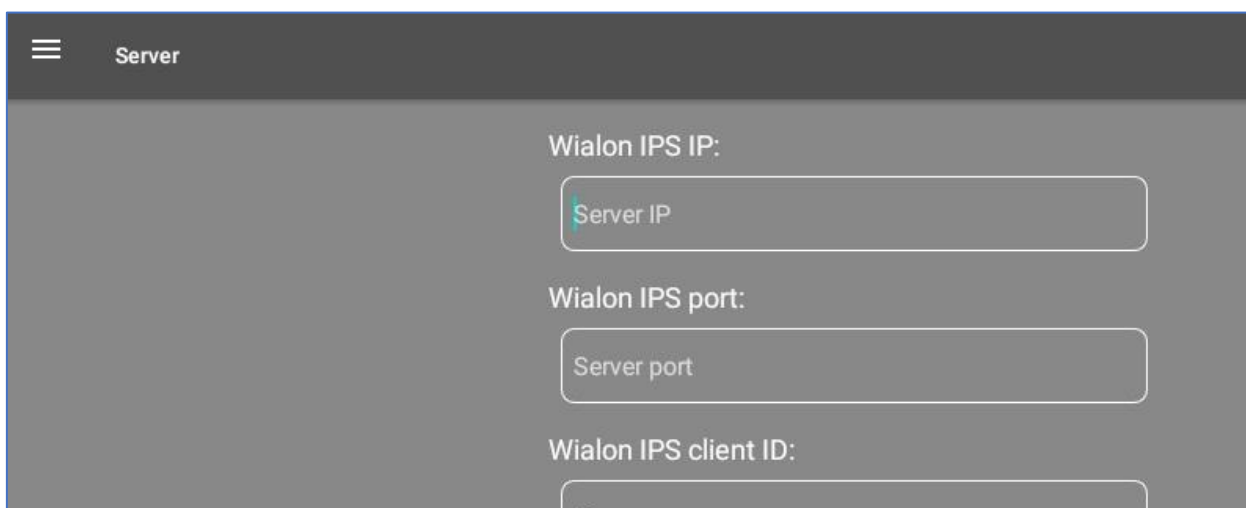 Server
Wialon IPS IP:
Server IP
Wialon IPS port:
Server port
Wialon IPS client ID: